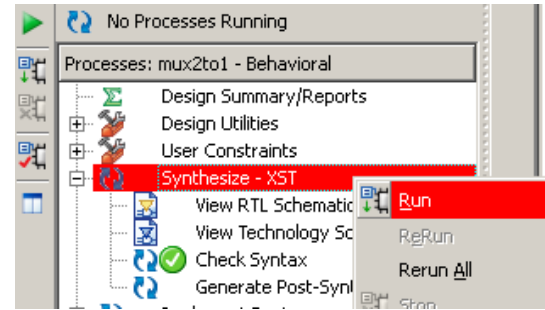 No Processes Running
Processes: mux2to1 - Behavioral
Design Summary/Reports
Design Utilities
User Constraints
Synthesize - XST
Run
View RTL Schematic
ReRun
View Technology Sc
Rerun All
Check Syntax
Generate Post-Synt
Stop